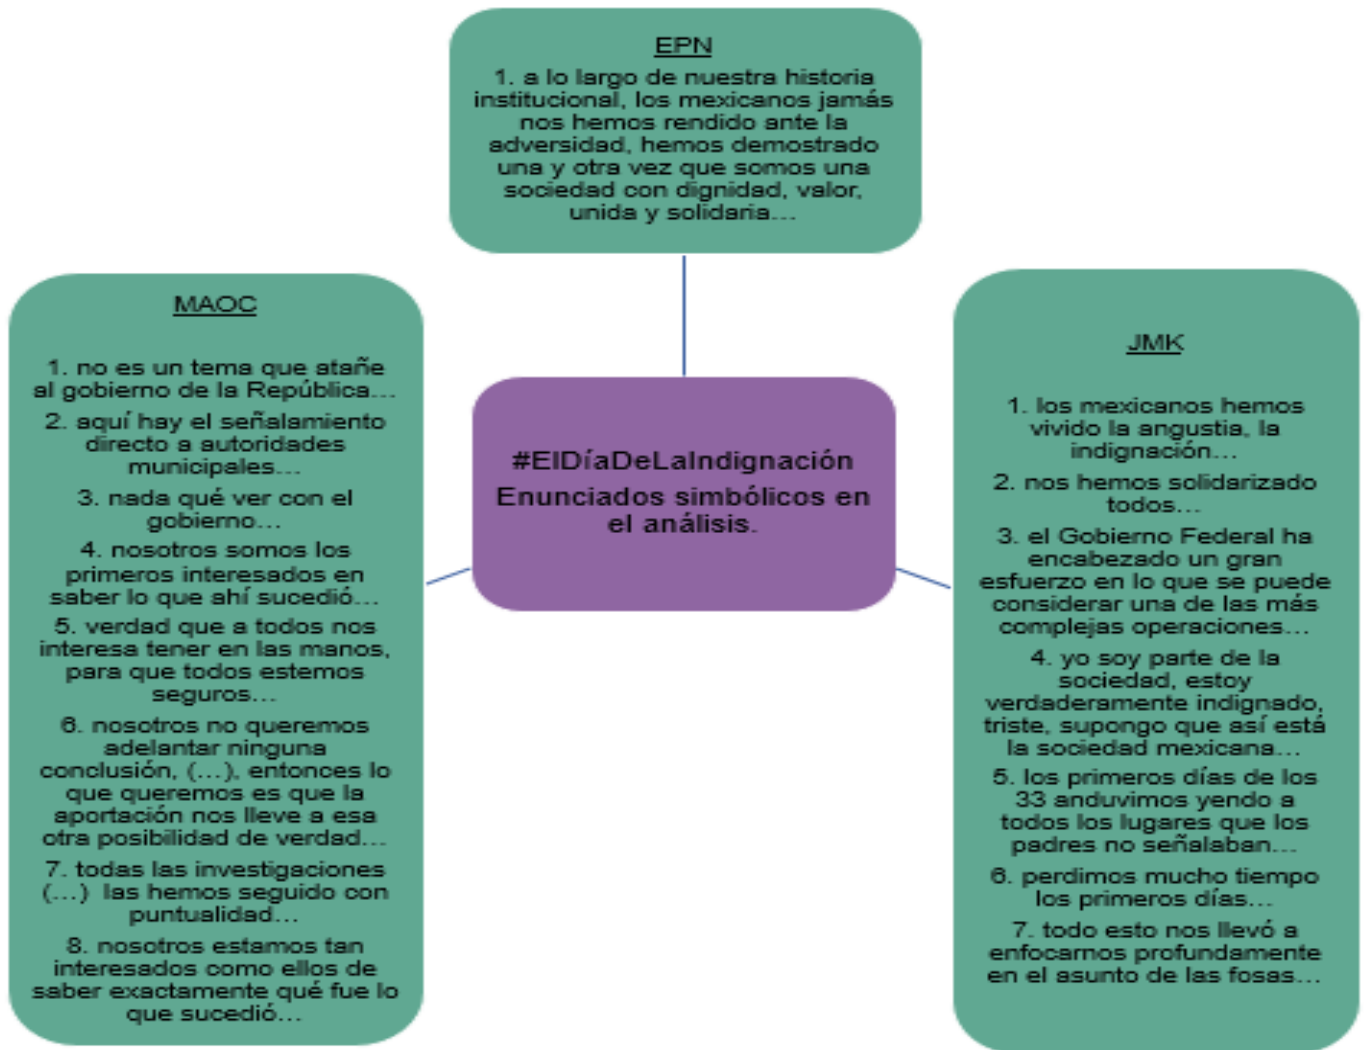 EPN
1. a lo largo de nuestra historia
institucional, los mexicanos jamás
nos hemos rendido ante la
adversidad, hemos demostrado
una y otra vez que somos una
sociedad con dignidad, valor,
unida y solidaria...
MAOC
1. no es un tema que atañe
al gobierno de la República...
2. aquí hay el señalamiento
directo a autoridades
municipales...
3. nada qué ver con el
gobierno...
4. nosotros somos los
primeros interesados en
saber lo que ahí sucedió...
5. verdad que a todos nos
interesa tener en las manos,
para que todos estemos
seguros...
6. nosotros no queremos
adelantar ninguna
conclusión, (...), entonces lo
que queremos es que la
aportación nos lleve a esa
otra posibilidad de verdad...
7. todas las investigaciones
(...) las hemos seguido con
puntualidad...
8. nosotros estamos tan
interesados como ellos de
saber exactamente qué fue lo
que sucedió...
#ElDíaDeLaIndignación
Enunciados simbólicos en
el análisis.
JMK
1. los mexicanos hemos
vivido la angustia, la
indignación...
2. nos hemos solidarizado
todos...
3. el Gobierno Federal ha
encabezado un gran
esfuerzo en lo que se puede
considerar una de las más
complejas operaciones...
4. yo soy parte de la
sociedad, estoy
verdaderamente indignado,
triste, supongo que así está
la sociedad mexicana...
5. los primeros días de los
33 anduvimos yendo a
todos los lugares que los
padres no señalaban...
6. perdimos mucho tiempo
los primeros días...
7. todo esto nos llevó a
enfocarnos profundamente
en el asunto de las fosas...